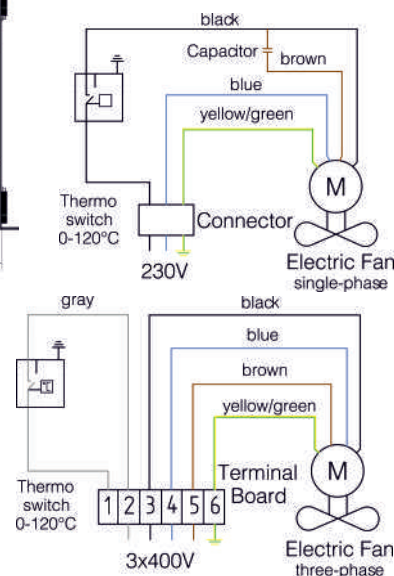 black
Capacitor
brown
blue
yellow/green
M
Thermo
switch
0-120°C
Connector
230V
Electric Fan
single-phase
gray
black
blue
brown
yellow/green
M
Thermo
switch
0-120°C
1 2 3 4 5 6
Terminal
Board
3x400V
Electric Fan
three-phase